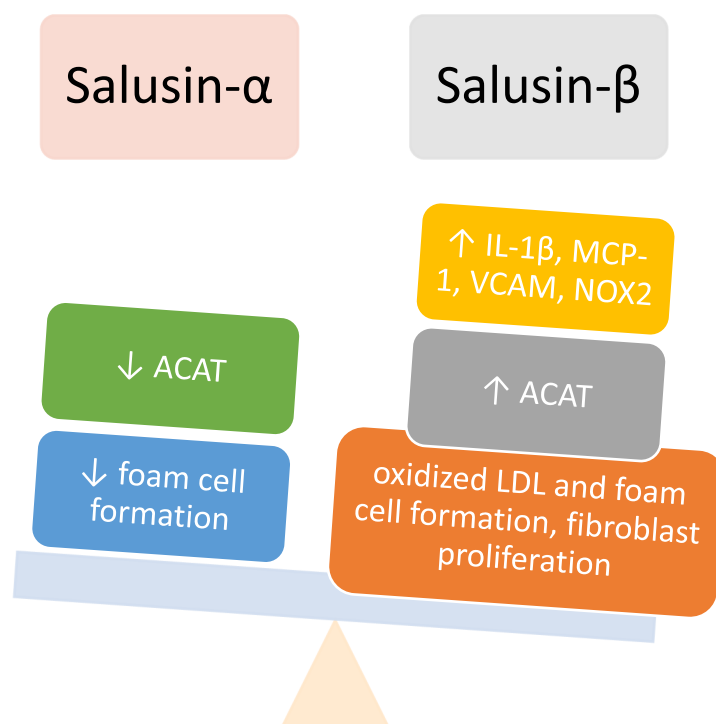 Salusin-α
Salusin-β
↑ IL-1β, MCP-
1, VCAM, NOX2
↓ ACAT
↑ ACAT
↓ foam cell
formation
oxidized LDL and foam
cell formation, fibroblast
proliferation